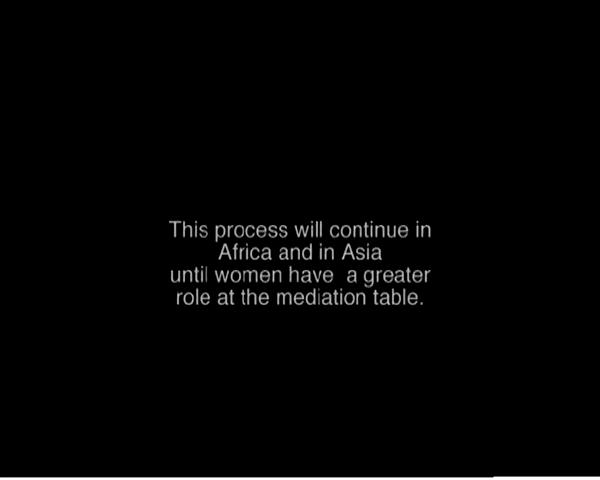 This process will continue in
Africa and in Asia
until women have  a greater
role at the mediation table.